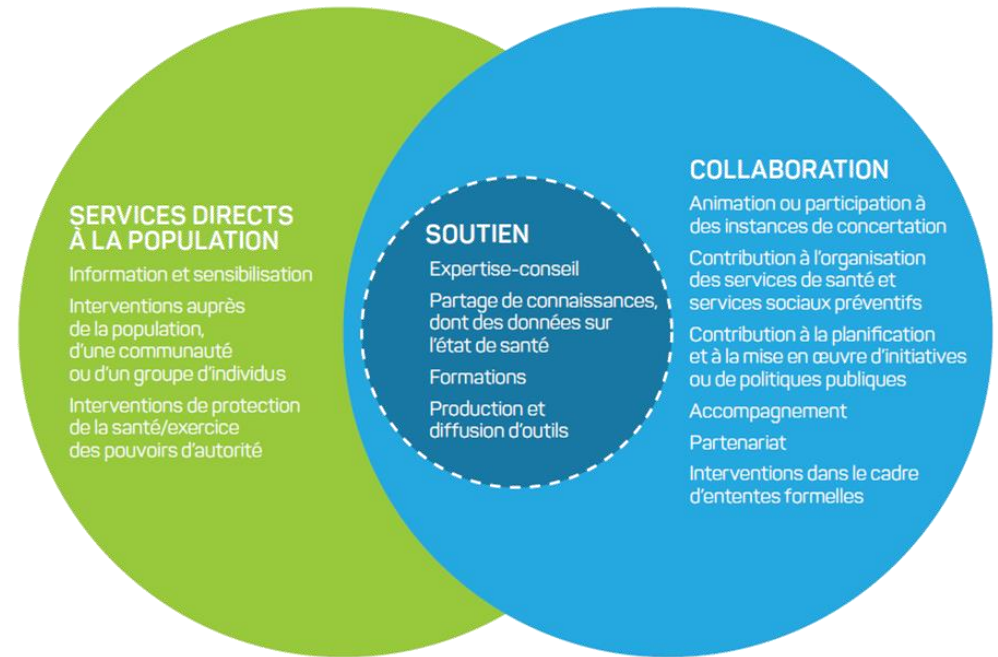 SERVICES DIRECTS
À LA POPULATION
Information et sensibilisation
Interventions auprès
de la population,
d'une communauté
ou d'un groupe d'individus
Interventions de protection
de la santé/exercice
des pouvoirs d'autorité
SOUTIEN
Expertise-conseil
Partage de connaissances,
dont des données sur
l'état de santé
Formations
Production et
diffusion d'outils
COLLABORATION
Animation ou participation à
des instances de concertation
Contribution à l'organisation
des services de santé et
services sociaux préventifs
Contribution à la planification
et à la mise en œuvre d'initiatives
ou de politiques publiques
Accompagnement
Partenariat
Interventions dans le cadre
d'ententes formelles